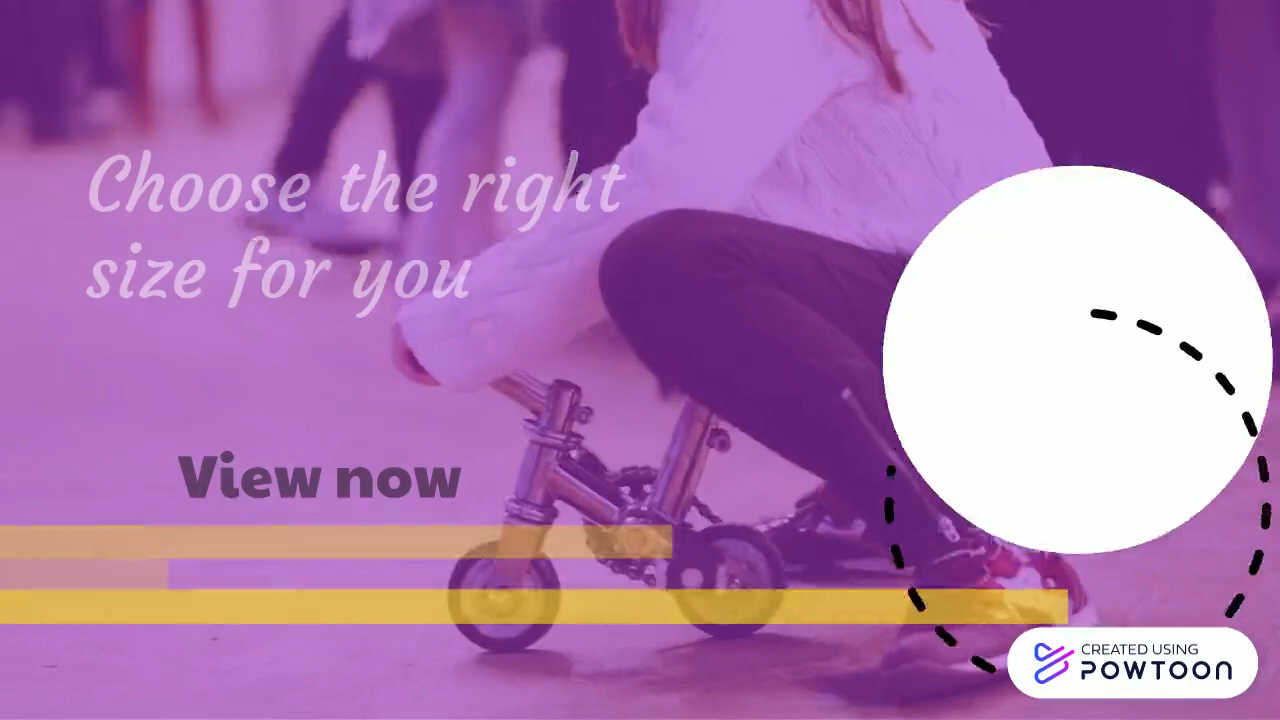 Choose the right
size for you
View now
CREATED USING
POWTOON